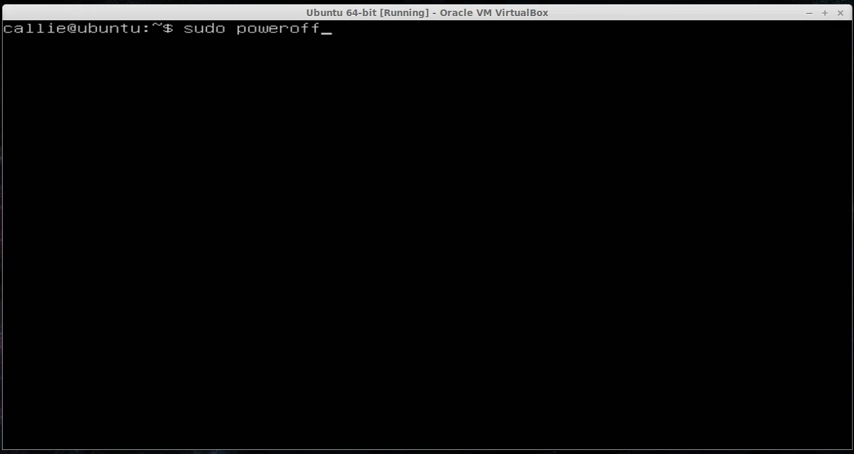 Ubuntu 64-bit [Running] - Oracle VM VirtualBox
callie@ubuntu:~$ sudo poweroff_